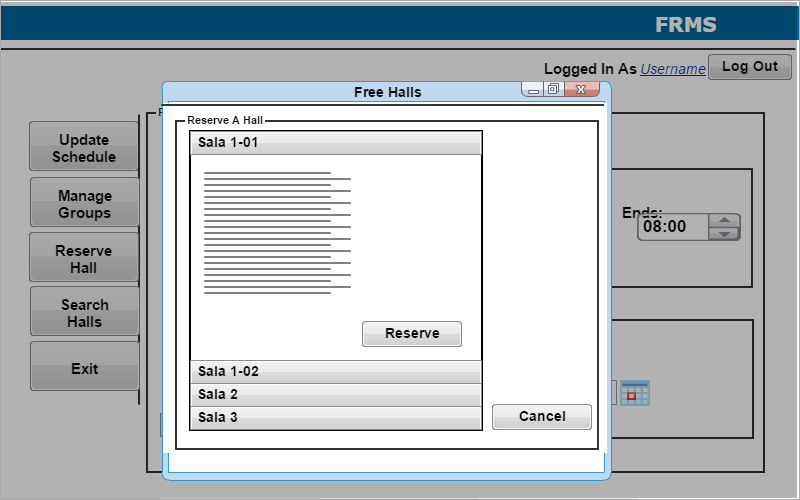 FRMS
Logged In As Username
Log Out
Free Halls
Reserve A Hall
Update
Schedule
Manage
Groups
Reserve
Hall
Search
Halls
Exit
Sala 1-01
Reserve
Sala 1-02
Sala 2
Sala 3
Cancel
Ends:
08:00